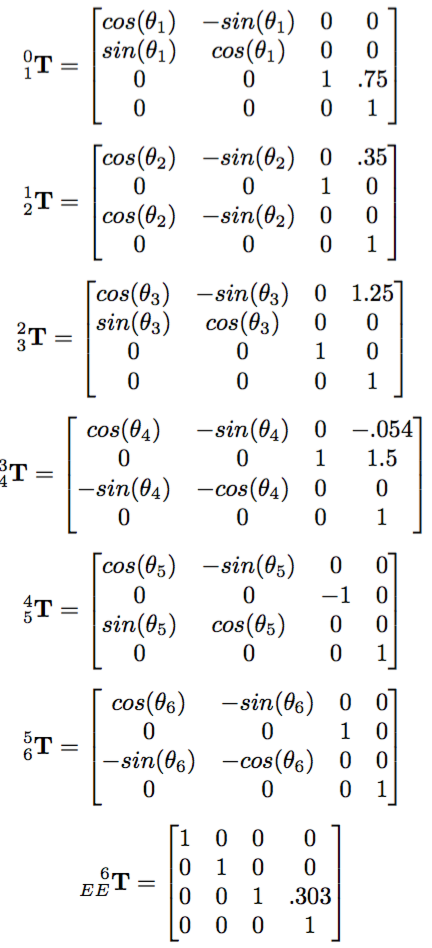 ⁰₁T = [cos(θ₁) −sin(θ₁) 0 0
sin(θ₁) cos(θ₁) 0 0
0 0 1 .75
0 0 0 1]
¹₂T = [cos(θ₂) −sin(θ₂) 0 .35
0 0 1 0
cos(θ₂) −sin(θ₂) 0 0
0 0 0 1]
²₃T = [cos(θ₃) −sin(θ₃) 0 1.25
sin(θ₃) cos(θ₃) 0 0
0 0 1 0
0 0 0 1]
³₄T = [cos(θ₄) −sin(θ₄) 0 −.054
0 0 1 1.5
−sin(θ₄) −cos(θ₄) 0 0
0 0 0 1]
⁴₅T = [cos(θ₅) −sin(θ₅) 0 0
0 0 −1 0
sin(θ₅) cos(θ₅) 0 0
0 0 0 1]
⁵₆T = [cos(θ₆) −sin(θ₆) 0 0
0 0 1 0
−sin(θ₆) −cos(θ₆) 0 0
0 0 0 1]
⁶_EE T = [1 0 0 0
0 1 0 0
0 0 1 .303
0 0 0 1]